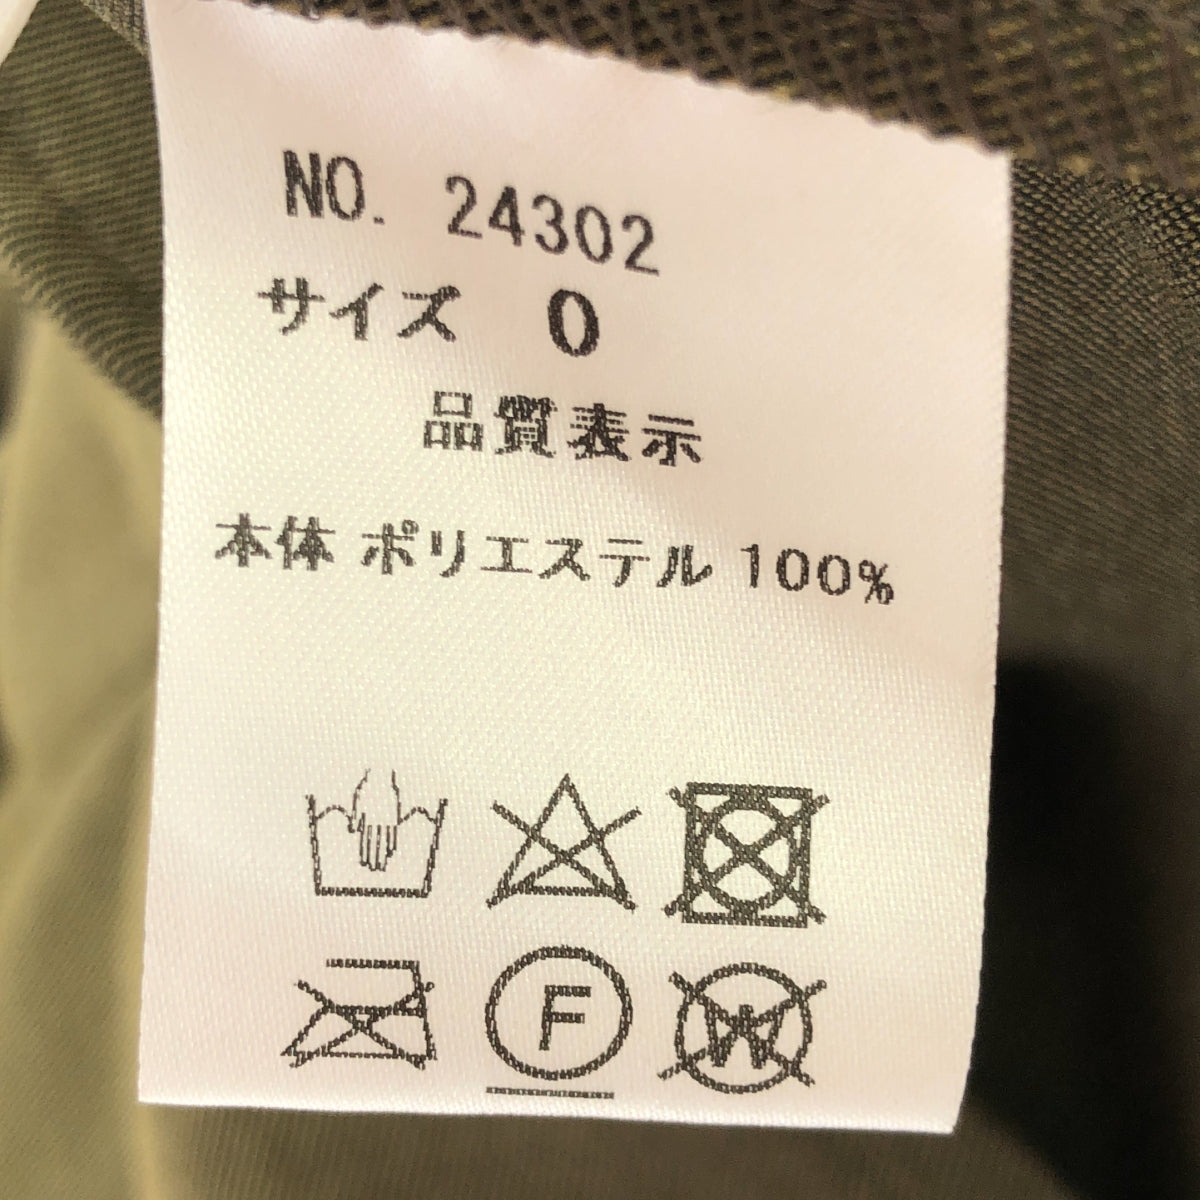 NO. 24302
サイズ 0
品質表示
本体 ポリエステル 100%
F
W